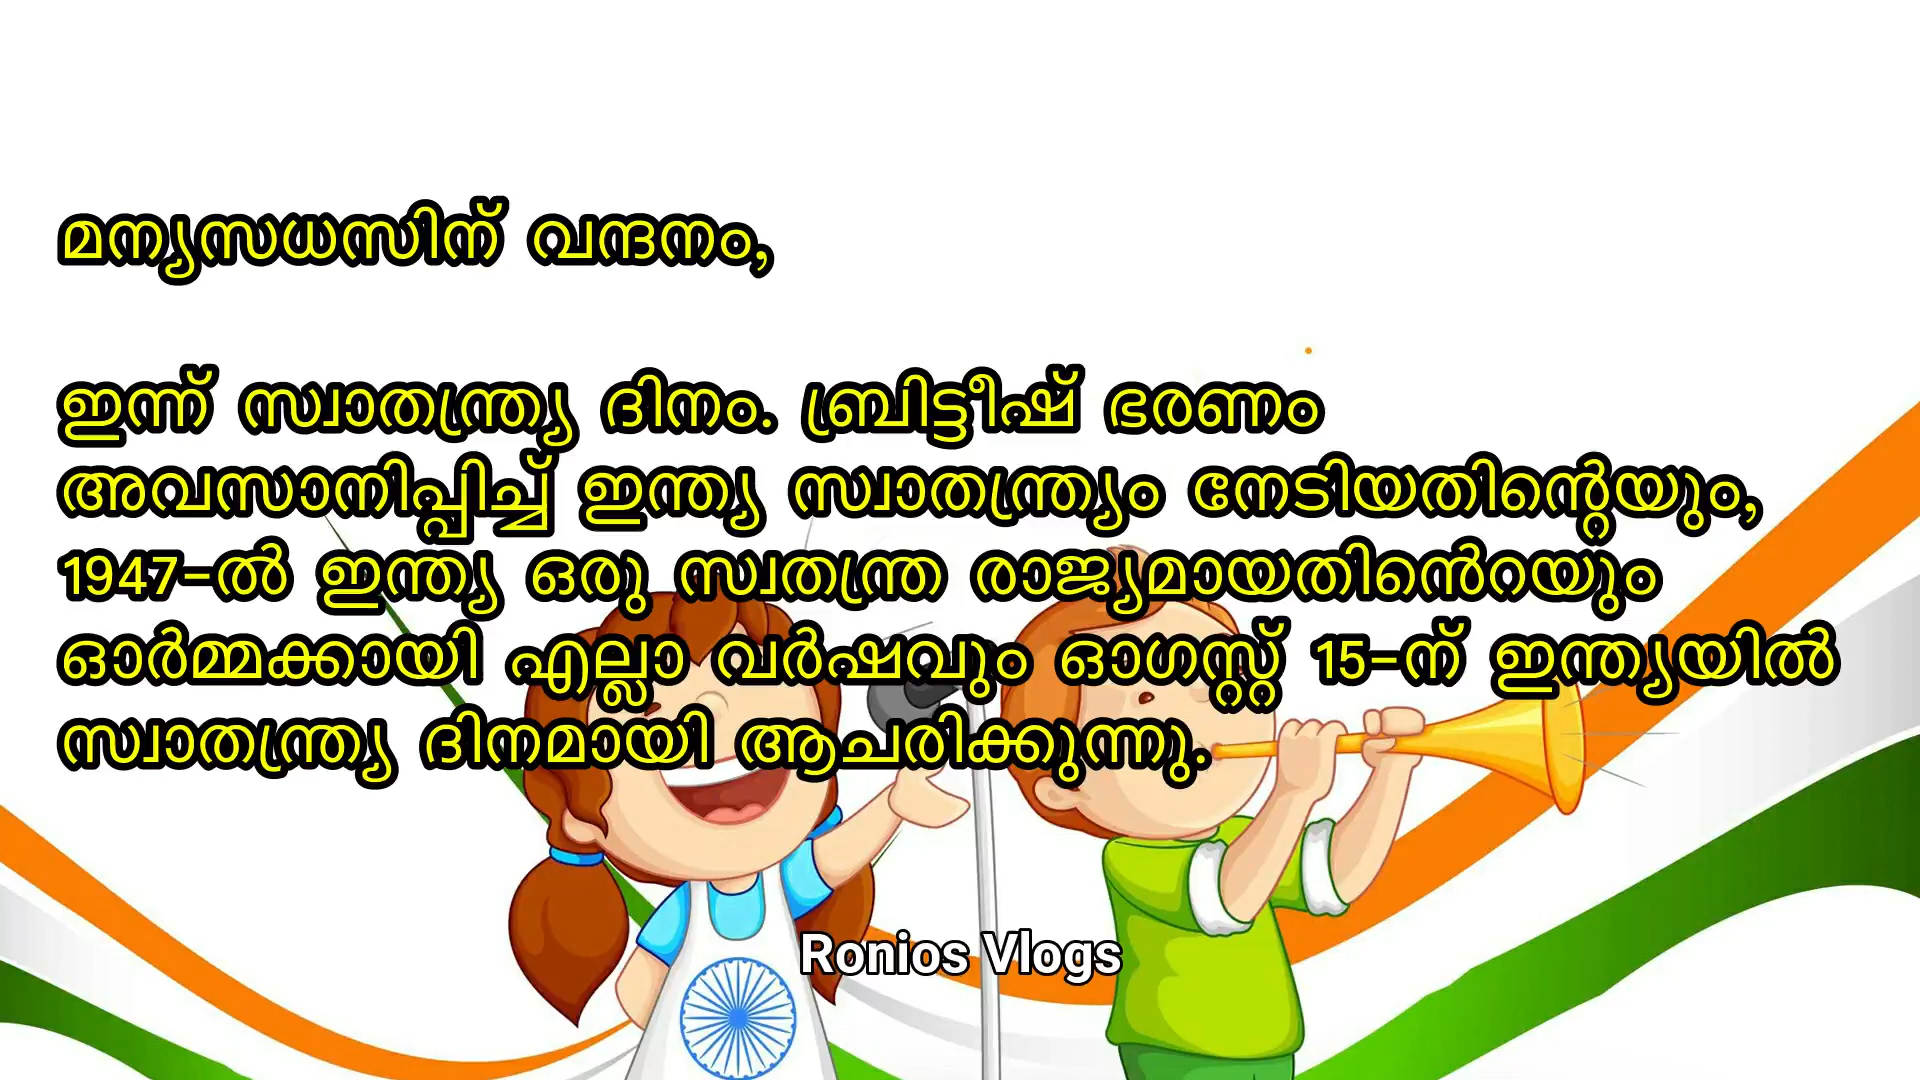 മന്യസധസിന് വന്ദനം,
ഇന്ന് സ്വാതന്ത്ര്യ ദിനം. ബ്രിട്ടീഷ് ഭരണം
അവസാനിപ്പിച്ച് ഇന്ത്യ സ്വാതന്ത്ര്യം നേടിയതിന്റെയും,
1947-ൽ ഇന്ത്യ ഒരു സ്വതന്ത്ര രാജ്യമായതിൻെറയും
ഓർമ്മക്കായി എല്ലാ വർഷവും ഓഗസ്റ്റ് 15-ന് ഇന്ത്യയിൽ
സ്വാതന്ത്ര്യ ദിനമായി ആചരിക്കുന്നു.
Ronios Vlogs